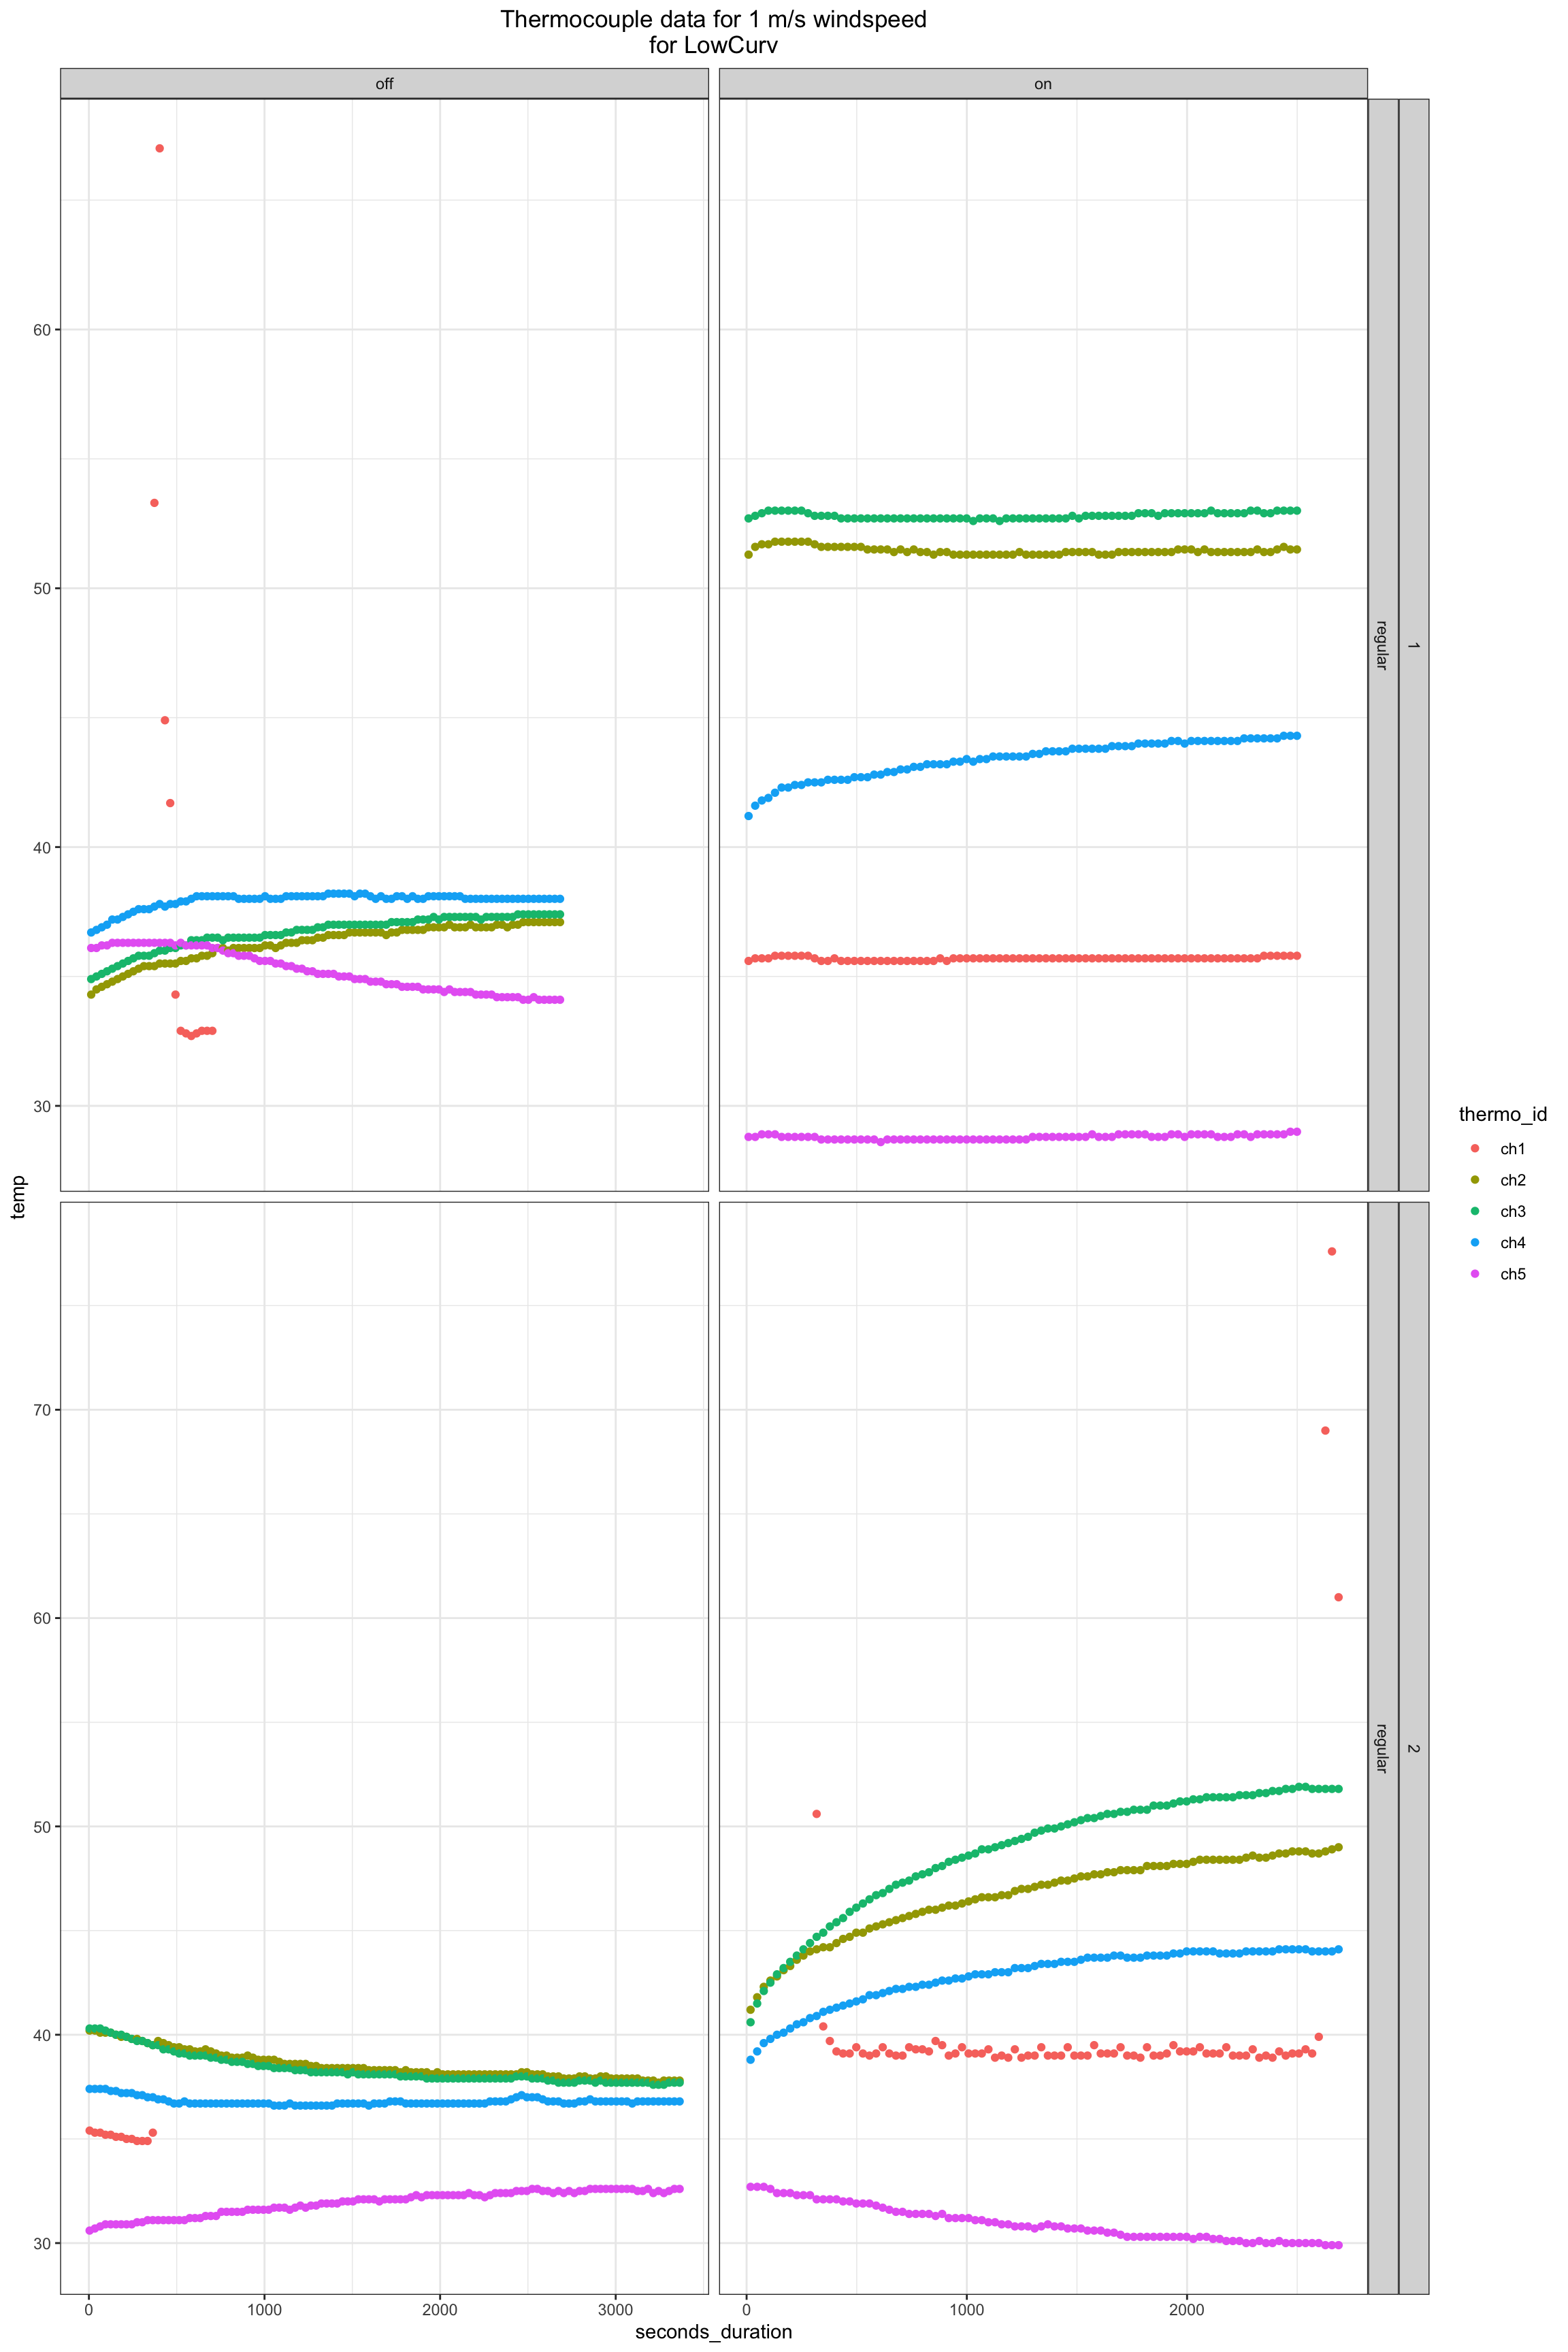 Thermocouple data for 1 m/s windspeed
for LowCurv
off
on
60
50
40
30
regular
1
temp
70
60
50
40
30
regular
2
0
1000
2000
3000
0
1000
2000
seconds_duration
thermo_id
ch1
ch2
ch3
ch4
ch5